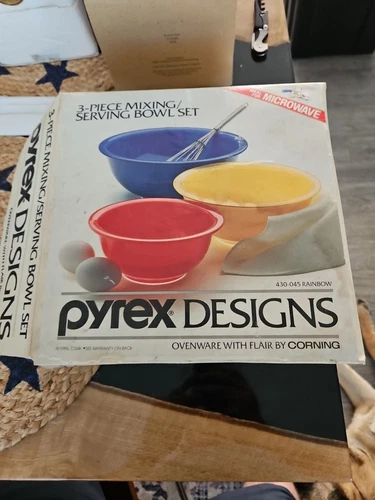 3-PIECE MIXING/
SERVING BOWL SET
MICROWAVE
430-045 RAINBOW
pyrex® DESIGNS
OVENWARE WITH FLAIR BY CORNING
3-PIECE MIXING/SERVING BOWL SET
pyrex DESIGNS